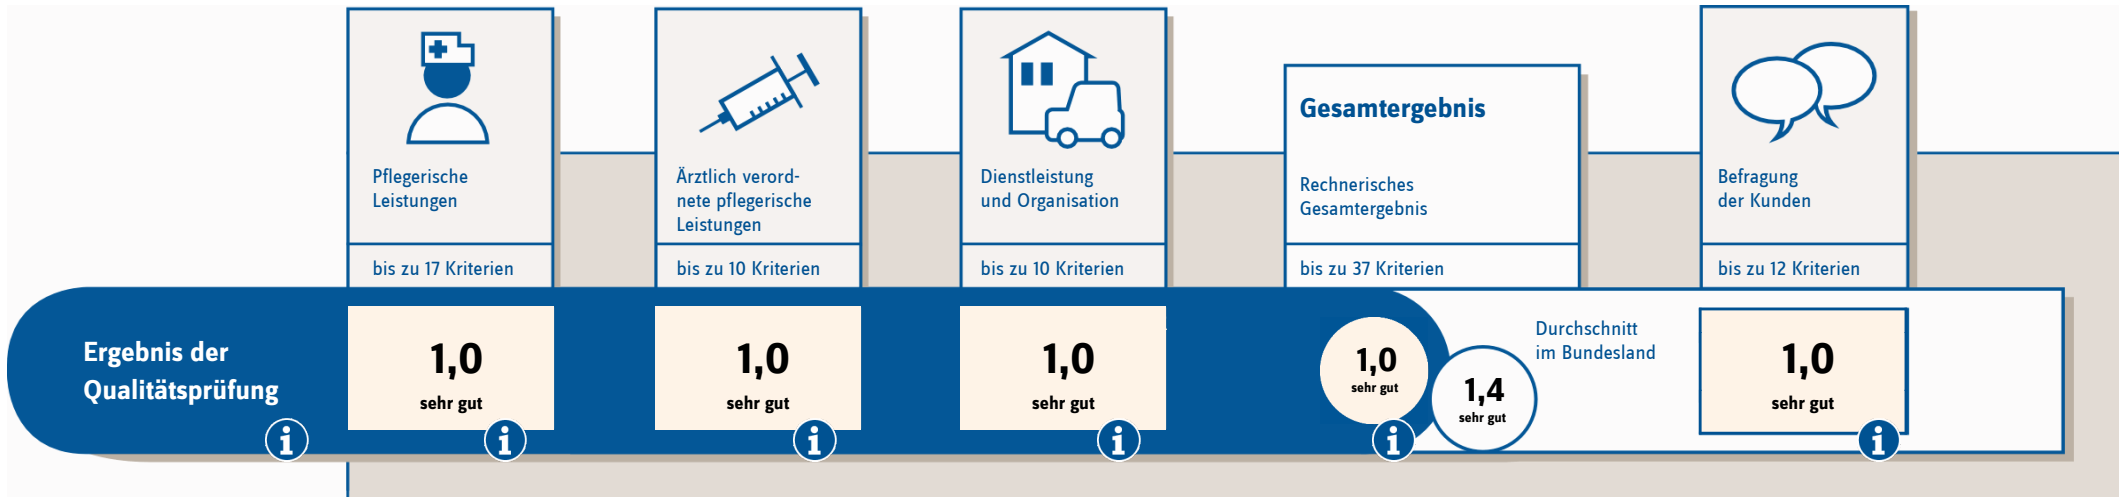 Pflegerische
Leistungen
bis zu 17 Kriterien
Ärztlich verord-
nete pflegerische
Leistungen
bis zu 10 Kriterien
Dienstleistung
und Organisation
bis zu 10 Kriterien
Gesamtergebnis
Rechnerisches
Gesamtergebnis
bis zu 37 Kriterien
Befragung
der Kunden
bis zu 12 Kriterien
Ergebnis der
Qualitätsprüfung
1,0
sehr gut
1,0
sehr gut
1,0
sehr gut
1,0
sehr gut
1,4
sehr gut
Durchschnitt
im Bundesland
1,0
sehr gut